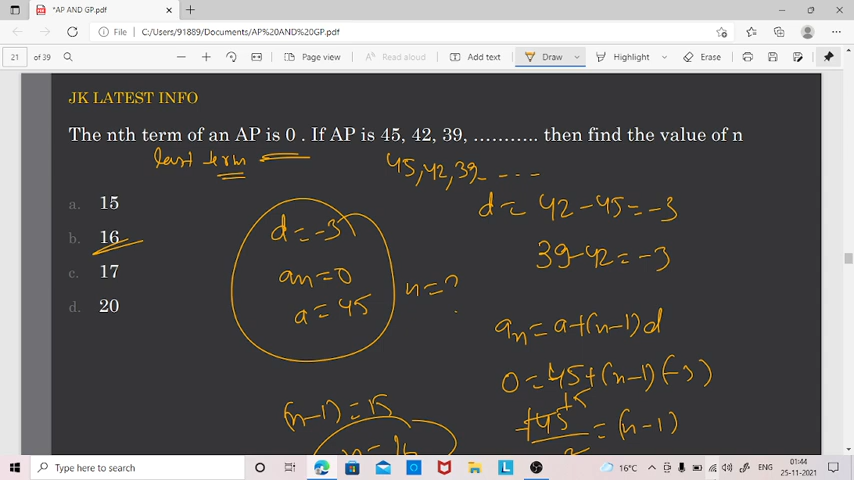 *AP AND GP.pdf
File | C:/Users/91889/Documents/AP%20AND%20GP.pdf
21 of 39
Page view
Read aloud
Add text
Draw
Highlight
Erase
JK LATEST INFO
The nth term of an AP is 0 . If AP is 45, 42, 39, ……….. then find the value of n
last term
45,42,39- - - -
a. 15
b. 16
c. 17
d. 20
d = -3
an=0
a = 45
n = ?
d = 42 - 45 = -3
39-42 = -3
an = a+(n-1)d
0 = 45+(n-1)(-3)
(n-1) = 15
n = 16
= (n-1)
Type here to search
16°C
ENG
01:44
25-11-2021